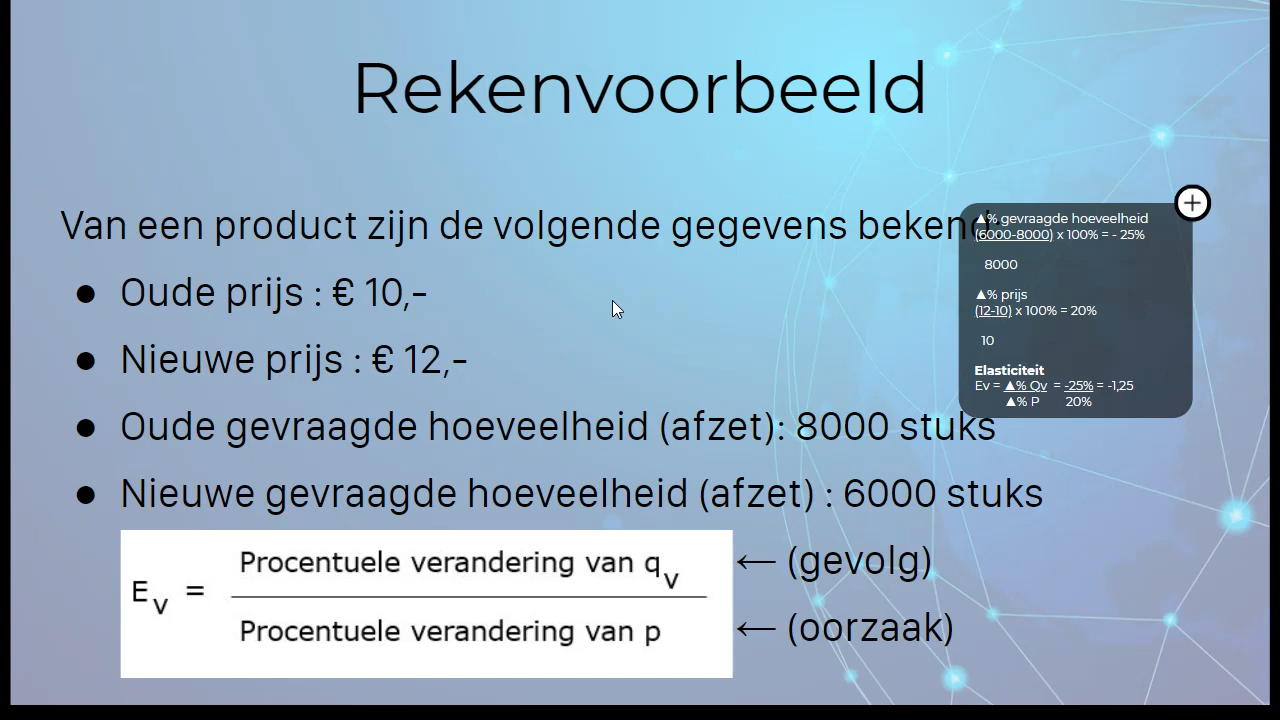 Rekenvoorbeeld
Van een product zijn de volgende gegevens bekend
● Oude prijs : € 10,-
● Nieuwe prijs : € 12,-
● Oude gevraagde hoeveelheid (afzet): 8000 stuks
● Nieuwe gevraagde hoeveelheid (afzet) : 6000 stuks
Ev = Procentuele verandering van qv
Procentuele verandering van p
← (gevolg)
← (oorzaak)
▲% gevraagde hoeveelheid
(6000-8000) x 100% = - 25%
8000
▲% prijs
(12-10) x 100% = 20%
10
Elasticiteit
Ev = ▲% Qv = -25% = -1,25
▲% P 20%